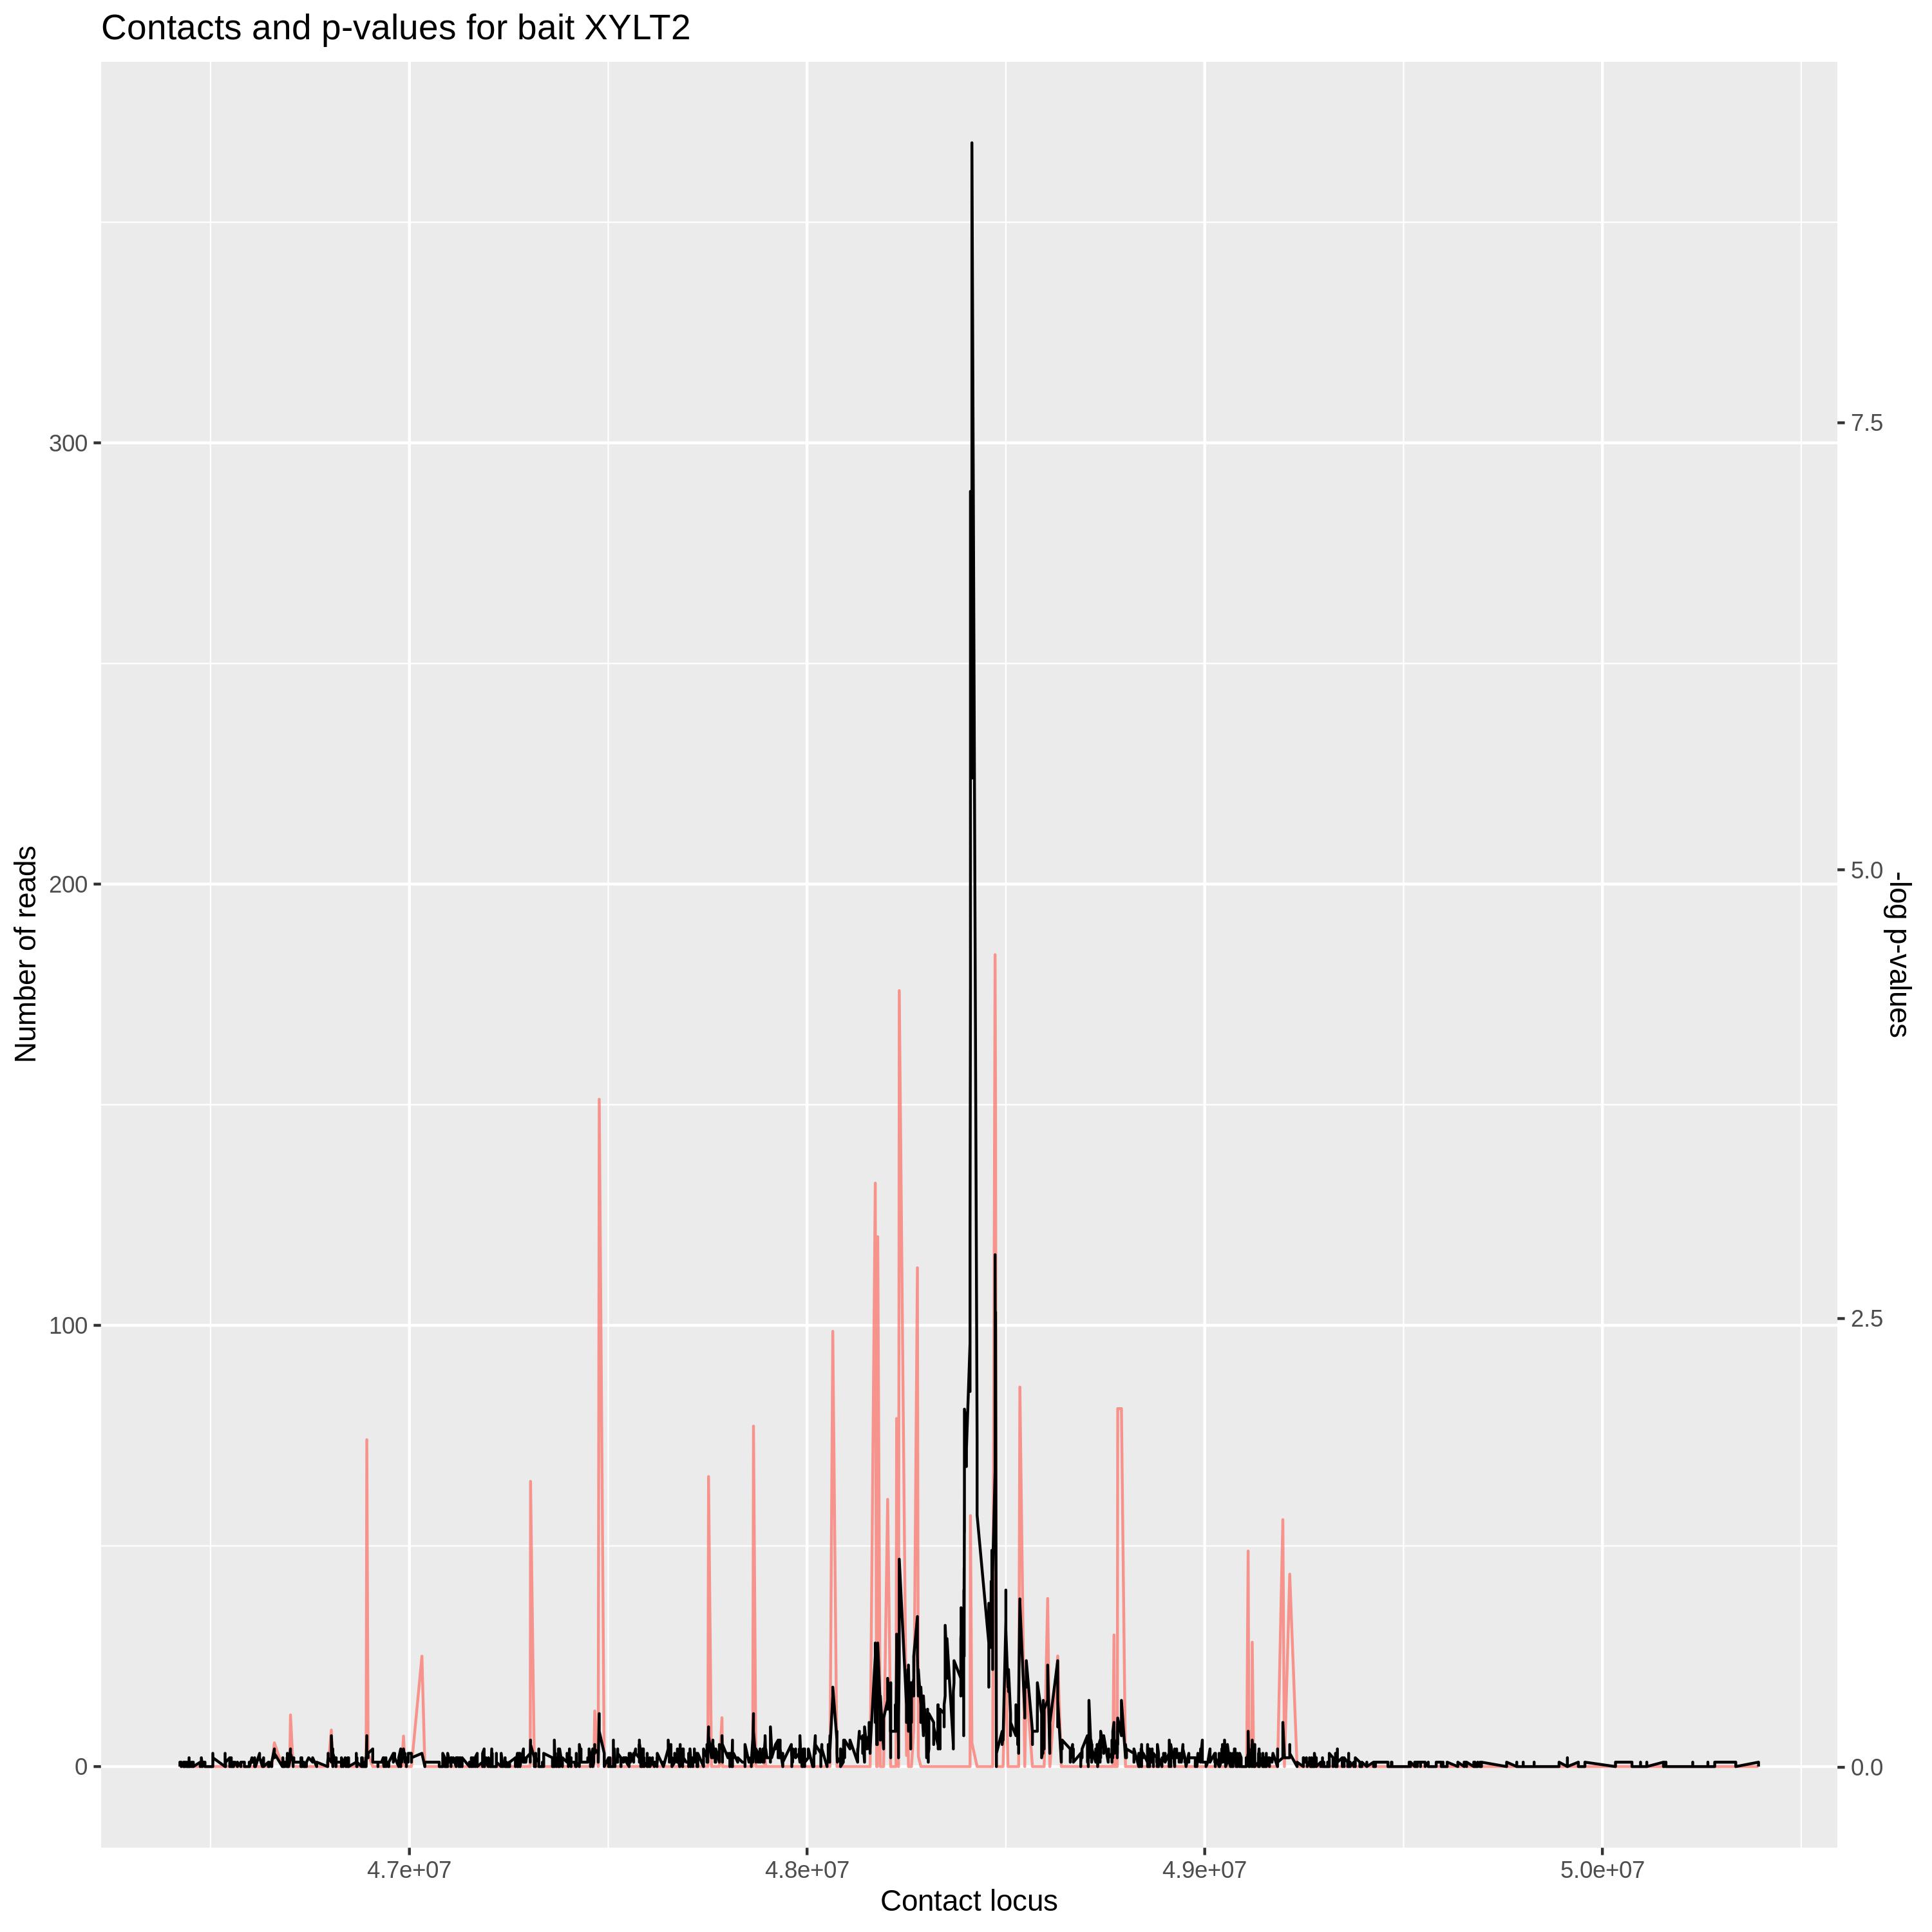 Contacts and p-values for bait XYLT2
Number of reads
300
200
100
0
7.5
5.0
2.5
0.0
-log p-values
4.7e+07
4.8e+07
4.9e+07
5.0e+07
Contact locus